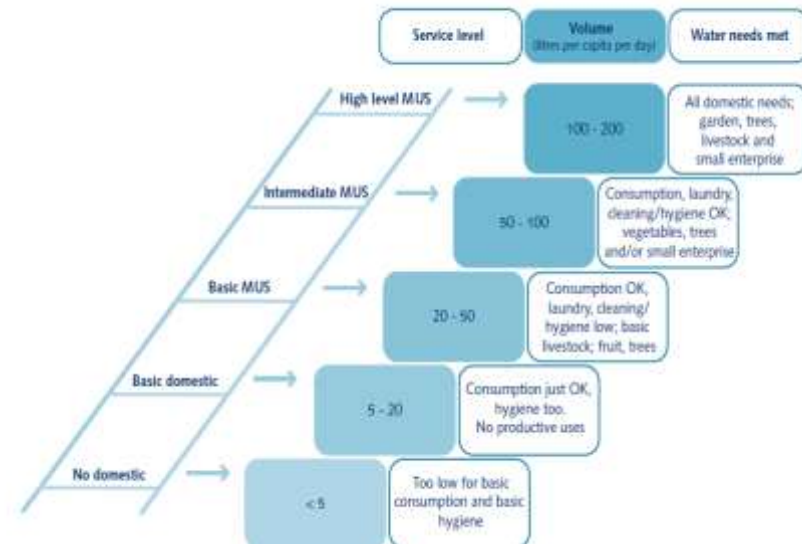 Service level
Volume
(litres per capita per day)
Water needs met
High level MUS
100 - 200
All domestic needs;
garden, trees,
livestock and
small enterprise
Intermediate MUS
50 - 100
Consumption, laundry,
cleaning/hygiene OK;
vegetables, trees
and/or small enterprise
Basic MUS
20 - 50
Consumption OK,
laundry, cleaning/
hygiene low; basic
livestock; fruit, trees
Basic domestic
5 - 20
Consumption just OK,
hygiene too.
No productive uses
No domestic
< 5
Too low for basic
consumption and basic
hygiene